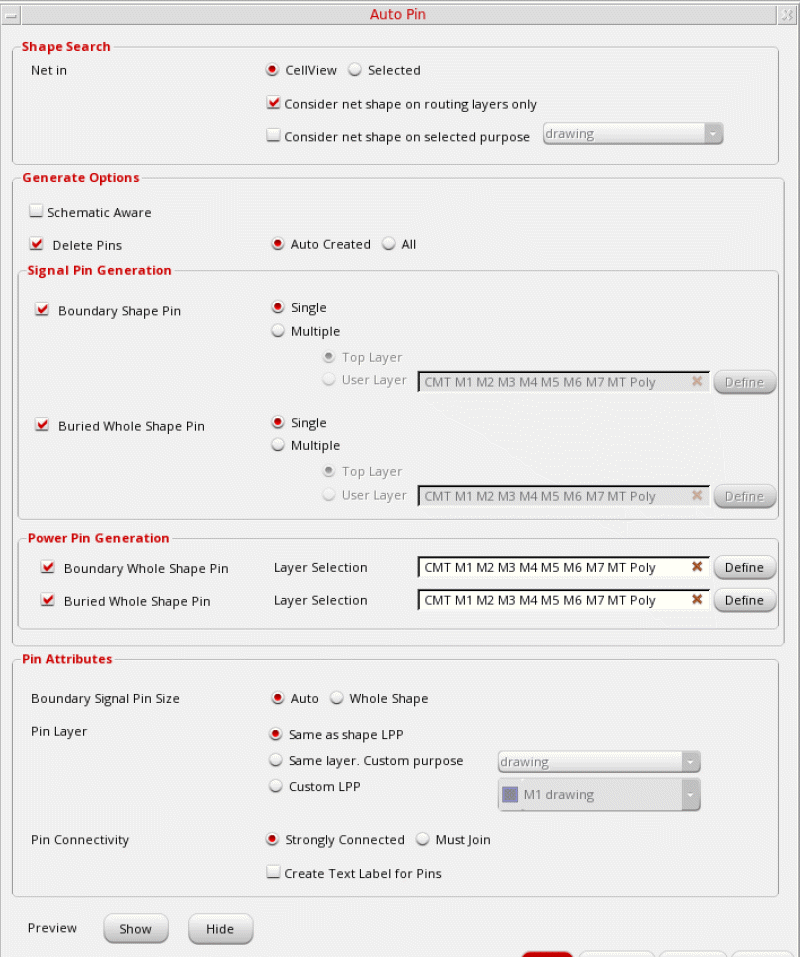 Auto Pin
Shape Search
Net in CellView Selected
Consider net shape on routing layers only
Consider net shape on selected purpose drawing
Generate Options
Schematic Aware
Delete Pins Auto Created All
Signal Pin Generation
Boundary Shape Pin Single
Multiple
Top Layer
User Layer CMT M1 M2 M3 M4 M5 M6 M7 MT Poly Define
Buried Whole Shape Pin Single
Multiple
Top Layer
User Layer CMT M1 M2 M3 M4 M5 M6 M7 MT Poly Define
Power Pin Generation
Boundary Whole Shape Pin Layer Selection CMT M1 M2 M3 M4 M5 M6 M7 MT Poly Define
Buried Whole Shape Pin Layer Selection CMT M1 M2 M3 M4 M5 M6 M7 MT Poly Define
Pin Attributes
Boundary Signal Pin Size Auto Whole Shape
Pin Layer Same as shape LPP
Same layer. Custom purpose drawing
Custom LPP M1 drawing
Pin Connectivity Strongly Connected Must Join
Create Text Label for Pins
Preview Show Hide